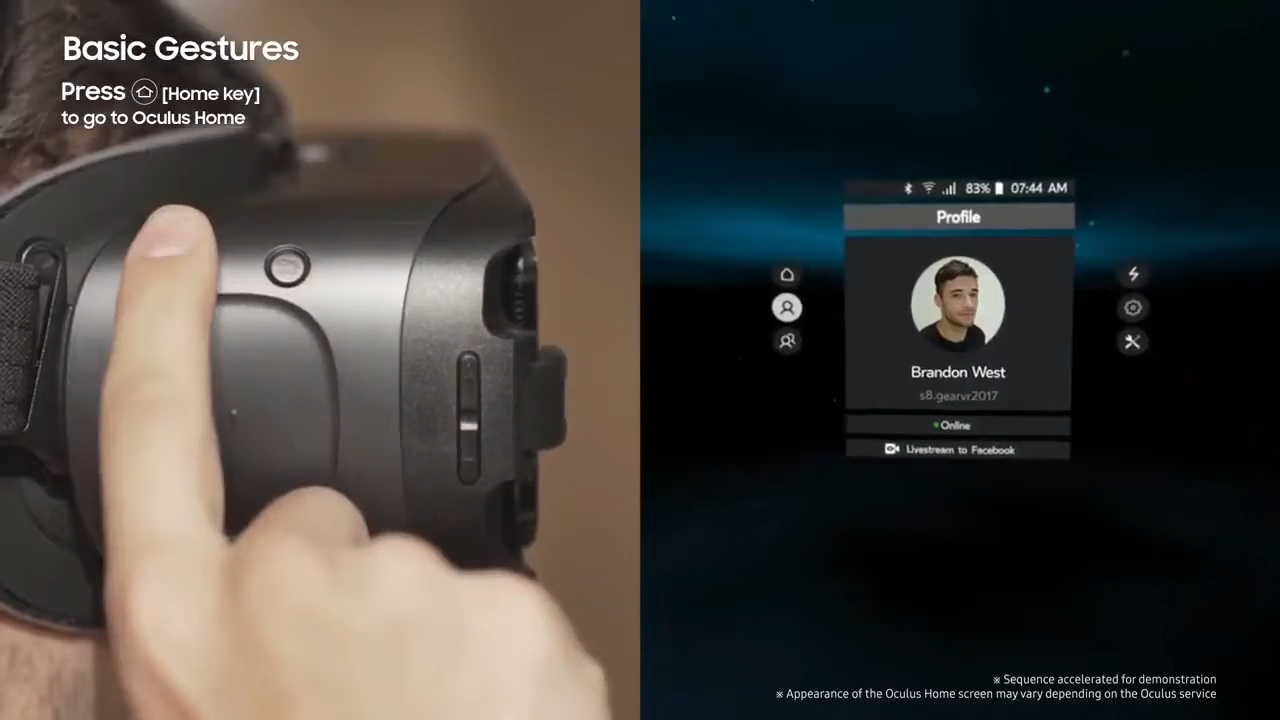 Basic Gestures
Press [Home key]
to go to Oculus Home
83% 07:44 AM
Profile
Brandon West
s8.gearvr2017
Online
Livestream to Facebook
※ Sequence accelerated for demonstration
※ Appearance of the Oculus Home screen may vary depending on the Oculus service